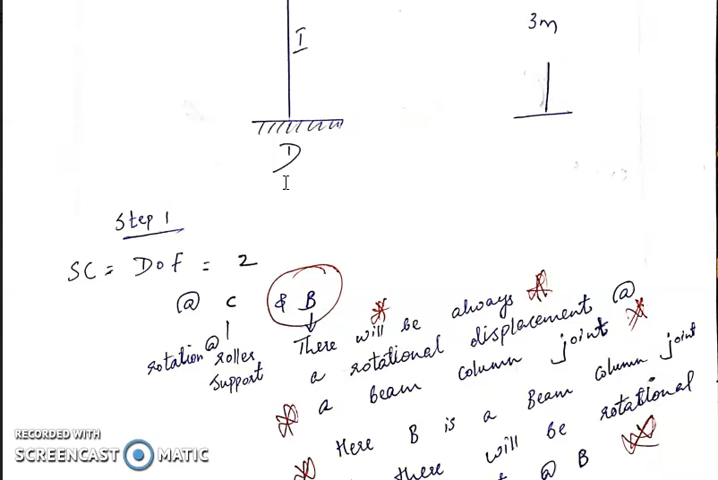 I
3m
D
Step 1
SC = Dof = 2
@ C & B
rotation @ roller support
There will be always
a rotational displacement @
a beam column joint
Here B is a Beam column joint
there will be rotational
@ B
RECORDED WITH
SCREENCAST MATIC